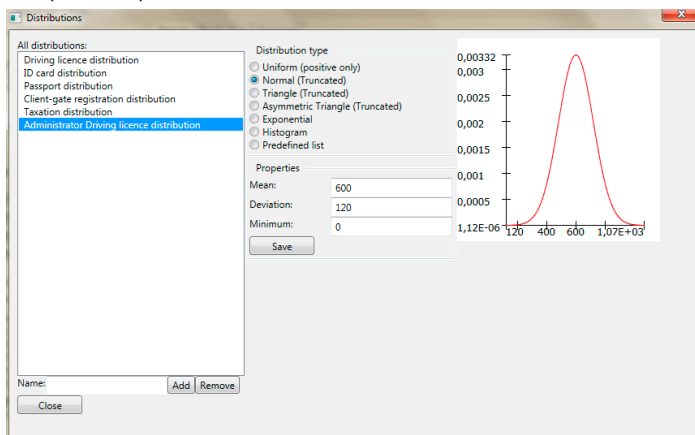 Distributions
All distributions:
Driving licence distribution
ID card distribution
Passport distribution
Client-gate registration distribution
Taxation distribution
Administrator Driving licence distribution
Name:
Add
Remove
Close
Distribution type
Uniform (positive only)
Normal (Truncated)
Triangle (Truncated)
Asymmetric Triangle (Truncated)
Exponential
Histogram
Predefined list
Properties
Mean:
600
Deviation:
120
Minimum:
0
Save
0,00332
0,003
0,0025
0,002
0,0015
0,001
0,0005
1,12E-06
120 400 600 1,07E+03